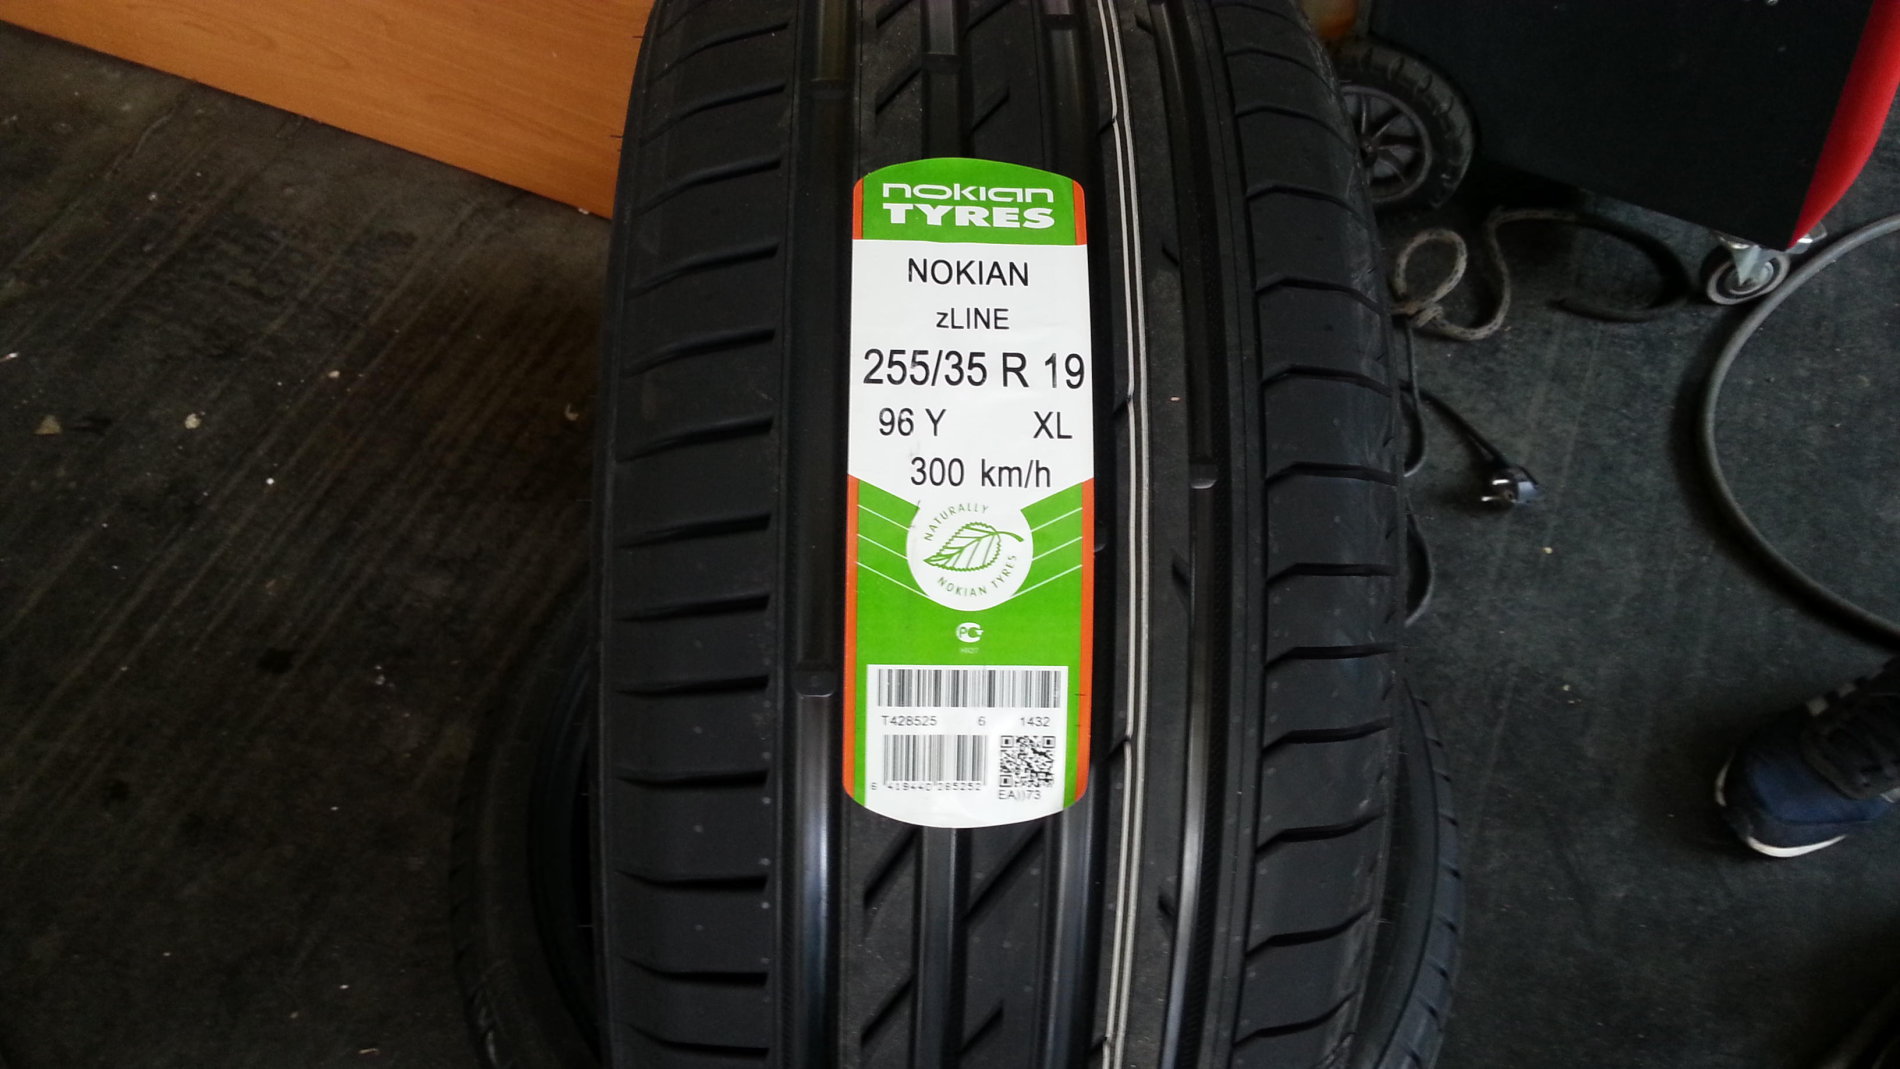 nokian
TYRES
NOKIAN
zLINE
255/35 R 19
96 Y XL
300 km/h
NATURALLY
NOKIAN TYRES
T428525 6 1432
6 419440 285252